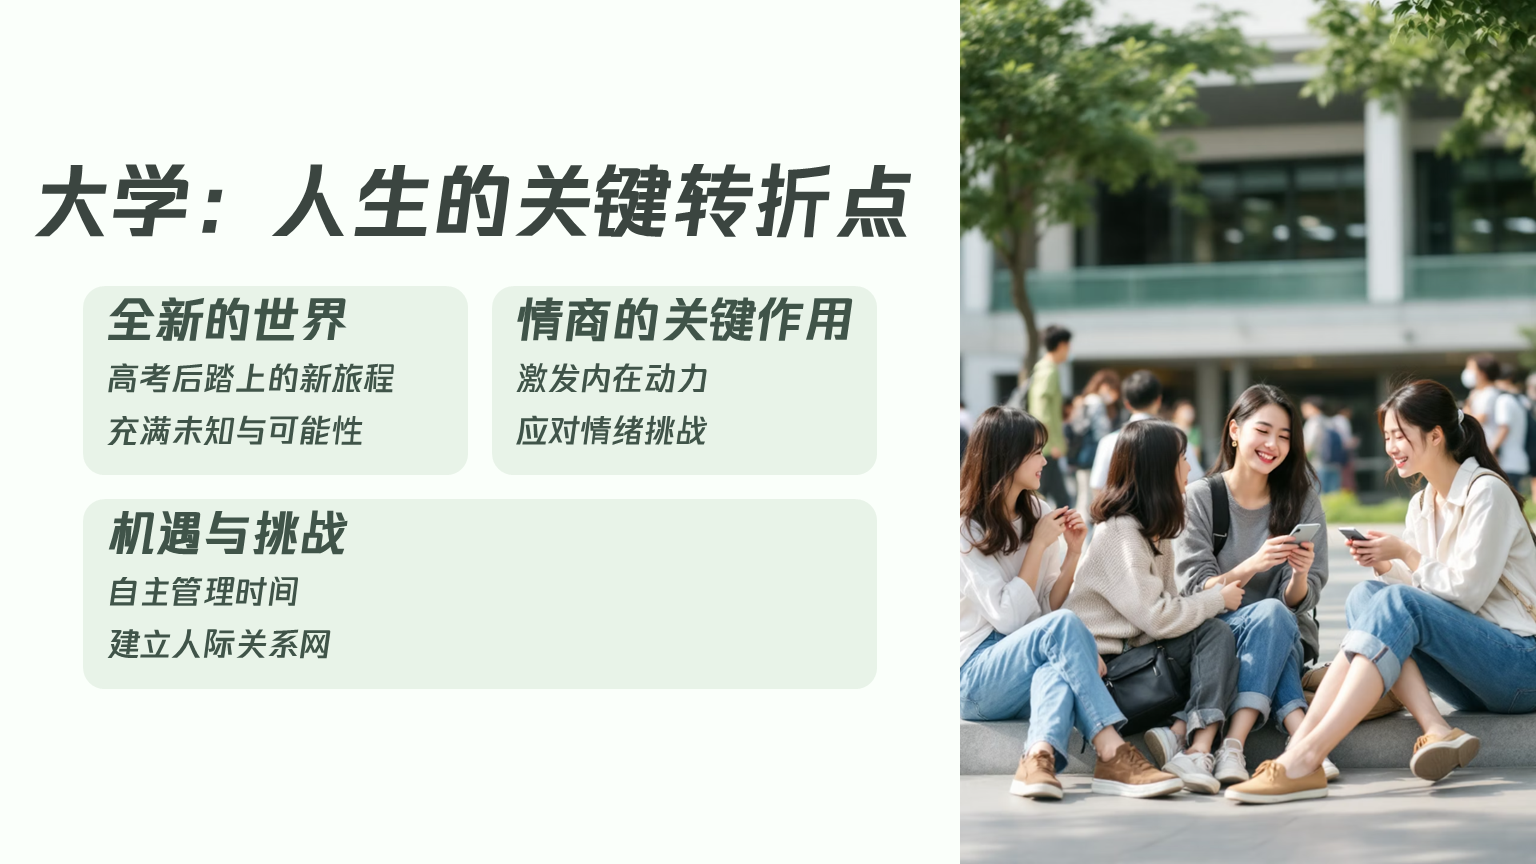 大学：人生的关键转折点
全新的世界
高考后踏上的新旅程
充满未知与可能性
情商的关键作用
激发内在动力
应对情绪挑战
机遇与挑战
自主管理时间
建立人际关系网